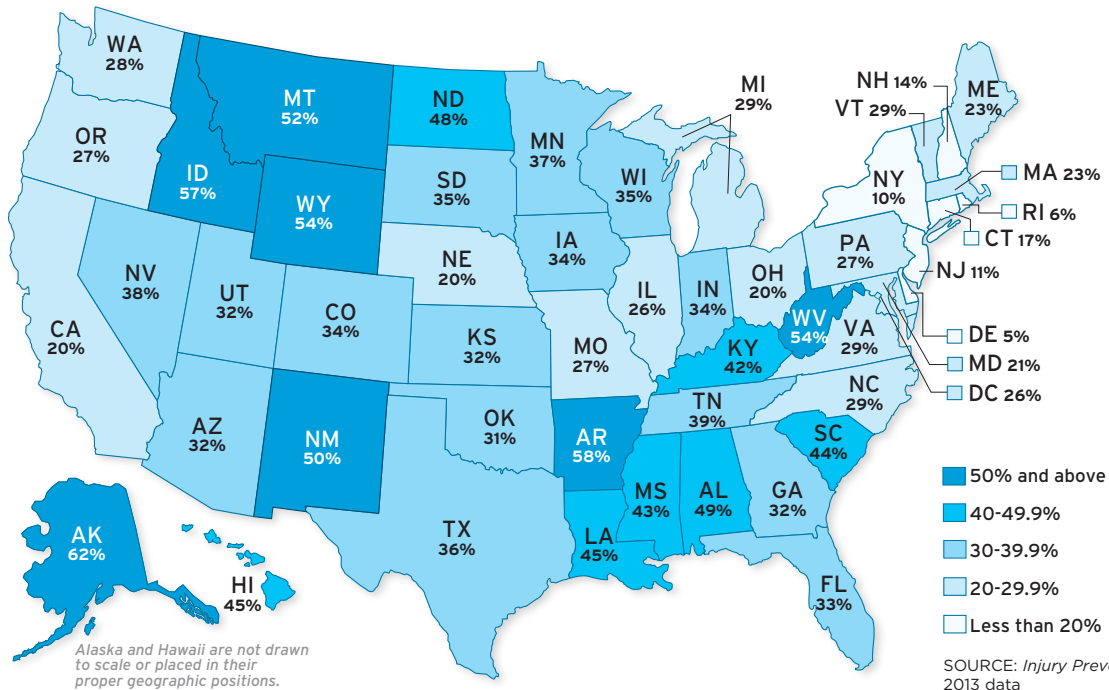 WA
28%
OR
27%
CA
20%
NV
38%
ID
57%
MT
52%
WY
54%
UT
32%
AZ
32%
CO
34%
NM
50%
ND
48%
SD
35%
NE
20%
KS
32%
OK
31%
TX
36%
MN
37%
IA
34%
MO
27%
AR
58%
LA
45%
WI
35%
IL
26%
MI
29%
IN
34%
OH
20%
KY
42%
TN
39%
MS
43%
AL
49%
GA
32%
FL
33%
SC
44%
NC
29%
VA
29%
WV
54%
PA
27%
NY
10%
NH 14%
VT 29%
ME
23%
MA 23%
RI 6%
CT 17%
NJ 11%
DE 5%
MD 21%
DC 26%
AK
62%
HI
45%
Alaska and Hawaii are not drawn
to scale or placed in their
proper geographic positions.
50% and above
40-49.9%
30-39.9%
20-29.9%
Less than 20%
SOURCE: Injury Preve
2013 data